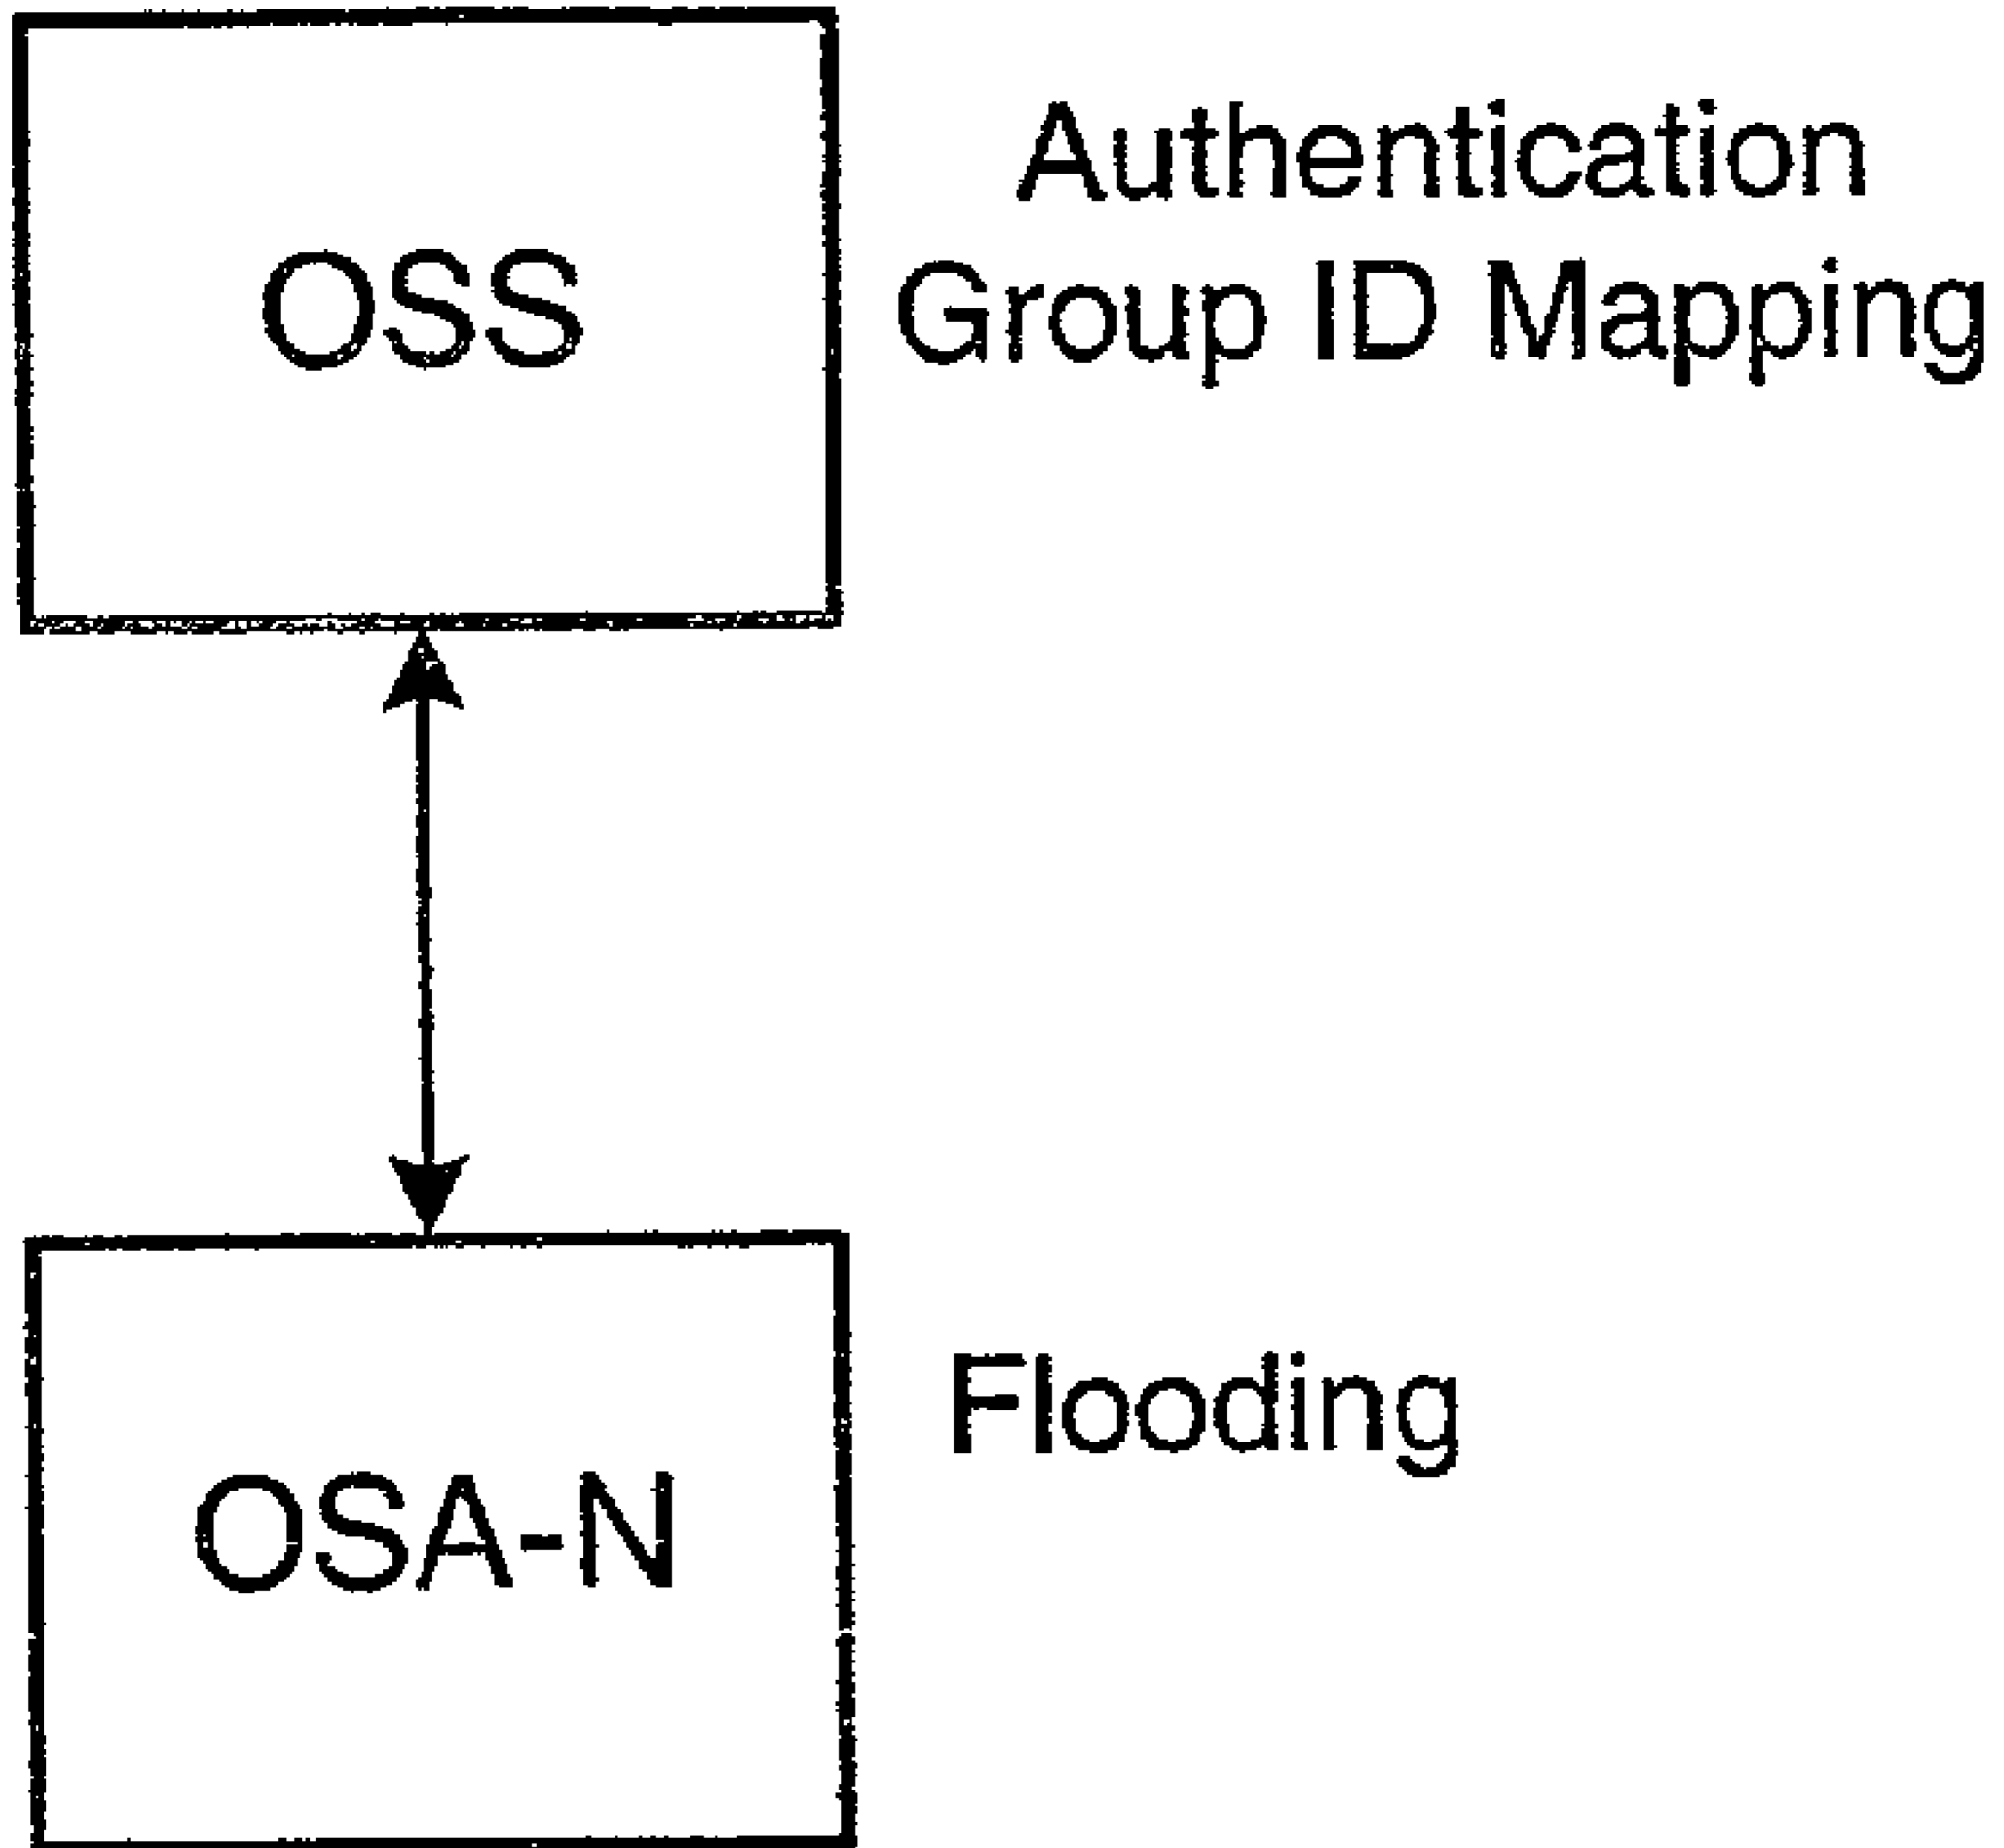 Authentication
OSS
Group ID Mapping
Flooding
OSA-N